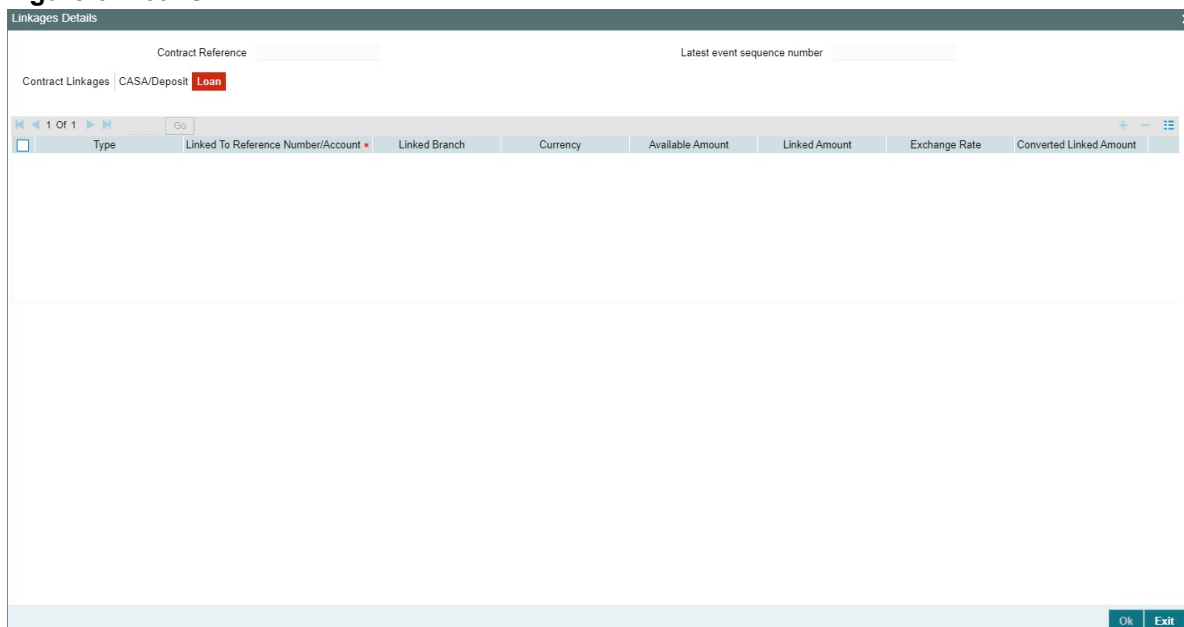 Linkages Details
Contract Reference
Latest event sequence number
Contract Linkages CASA/Deposit Loan
1 Of 1 Go
Type Linked To Reference Number/Account * Linked Branch Currency Available Amount Linked Amount Exchange Rate Converted Linked Amount
Ok Exit